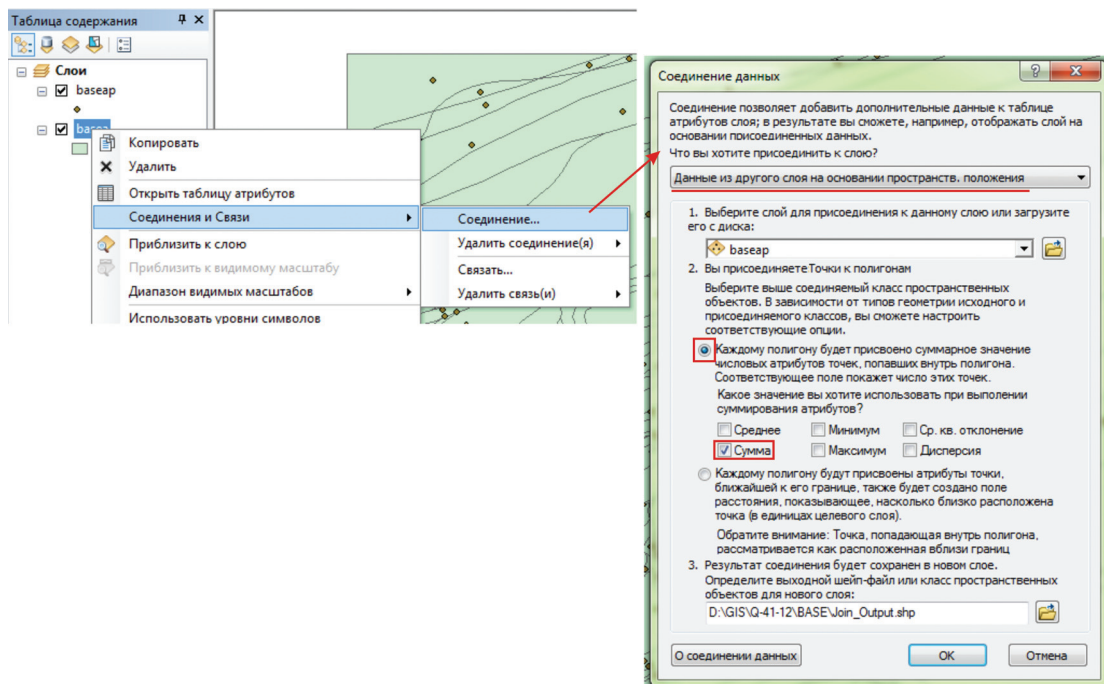 Таблица содержания
Слои
baseap
basea
Копировать
Удалить
Открыть таблицу атрибутов
Соединения и Связи
Приблизить к слою
Приблизить к видимому масштабу
Диапазон видимых масштабов
Использовать уровни символов
Соединение...
Удалить соединение(я)
Связать...
Удалить связь(и)
Соединение данных
Соединение позволяет добавить дополнительные данные к таблице
атрибутов слоя; в результате вы сможете, например, отображать слой на
основании присоединенных данных.
Что вы хотите присоединить к слою?
Данные из другого слоя на основании пространств. положения
1. Выберите слой для присоединения к данному слою или загрузите
его с диска:
baseap
2. Вы присоединяете Точки к полигонам
Выберите выше соединяемый класс пространственных
объектов. В зависимости от типов геометрии исходного и
присоединяемого классов, вы сможете настроить
соответствующие опции.
Каждому полигону будет присвоено суммарное значение
числовых атрибутов точек, попавших внутрь полигона.
Соответствующее поле покажет число этих точек.
Какое значение вы хотите использовать при выполении
суммирования атрибутов?
Среднее Минимум Ср. кв. отклонение
Сумма Максимум Дисперсия
Каждому полигону будут присвоены атрибуты точки,
ближайшей к его границе, также будет создано поле
расстояния, показывающее, насколько близко расположена
точка (в единицах целевого слоя).
Обратите внимание: Точка, попадающая внутрь полигона,
рассматривается как расположенная вблизи границ
3. Результат соединения будет сохранен в новом слое.
Определите выходной шейп-файл или класс пространственных
объектов для нового слоя:
D:\GIS\Q-41-12\BASE\Join_Output.shp
О соединении данных OK Отмена